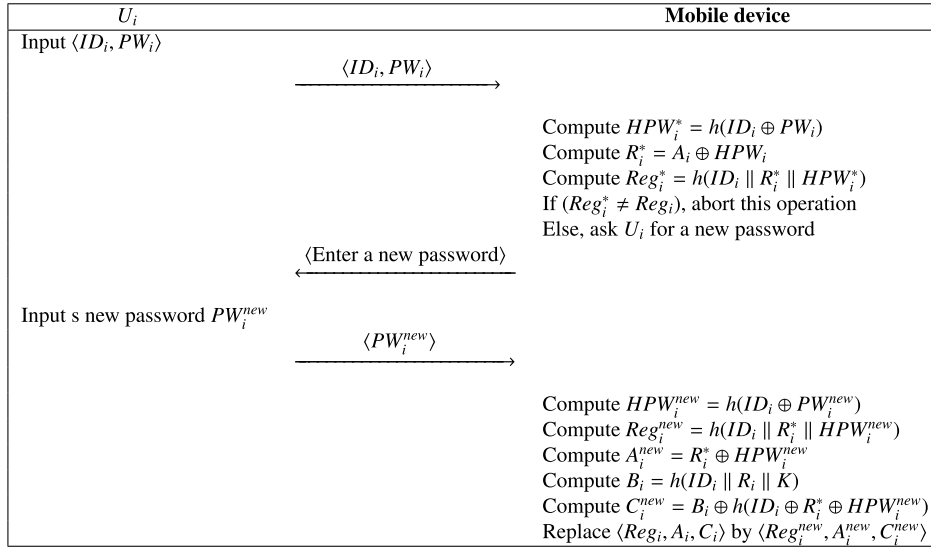 U_i Mobile device
Input ⟨ID_i, PW_i⟩
⟨ID_i, PW_i⟩
Compute HPW_i^* = h(ID_i ⊕ PW_i)
Compute R_i^* = A_i ⊕ HPW_i
Compute Reg_i^* = h(ID_i ∥ R_i^* ∥ HPW_i^*)
If (Reg_i^* ≠ Reg_i), abort this operation
Else, ask U_i for a new password
⟨Enter a new password⟩
Input s new password PW_i^{new}
⟨PW_i^{new}⟩
Compute HPW_i^{new} = h(ID_i ⊕ PW_i^{new})
Compute Reg_i^{new} = h(ID_i ∥ R_i^* ∥ HPW_i^{new})
Compute A_i^{new} = R_i^* ⊕ HPW_i^{new}
Compute B_i = h(ID_i ∥ R_i ∥ K)
Compute C_i^{new} = B_i ⊕ h(ID_i ⊕ R_i^* ⊕ HPW_i^{new})
Replace ⟨Reg_i, A_i, C_i⟩ by ⟨Reg_i^{new}, A_i^{new}, C_i^{new}⟩